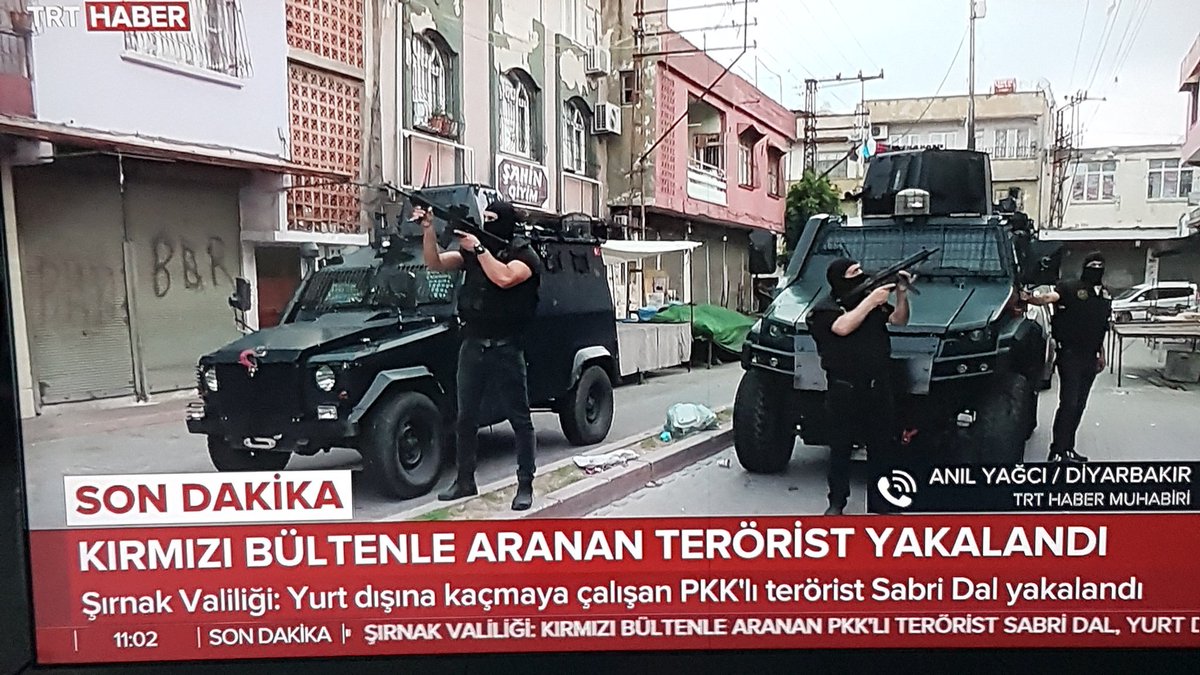 TRT HABER
ŞAHİN
GİYİM
BBR
SON DAKİKA
ANIL YAĞCI / DİYARBAKIR
TRT HABER MUHABİRİ
KIRMIZI BÜLTENLE ARANAN TERÖRİST YAKALANDI
Şırnak Valiliği: Yurt dışına kaçmaya çalışan PKK'lı terörist Sabri Dal yakalandı
11:02 SON DAKİKA ŞIRNAK VALİLİĞİ: KIRMIZI BÜLTENLE ARANAN PKK'LI TERÖRİST SABRİ DAL, YURT D